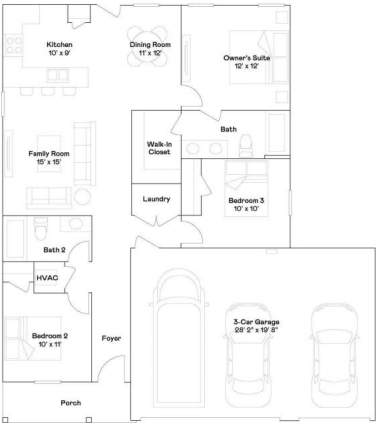 Kitchen
10' x 9'
Dining Room
11' x 12'
Owner's Suite
12' x 12'
Bath
Walk-In
Closet
Family Room
15' x 15'
Laundry
Bedroom 3
10' x 10'
Bath 2
HVAC
3-Car Garage
28' 2" x 19' 8"
Bedroom 2
10' x 11'
Foyer
Porch